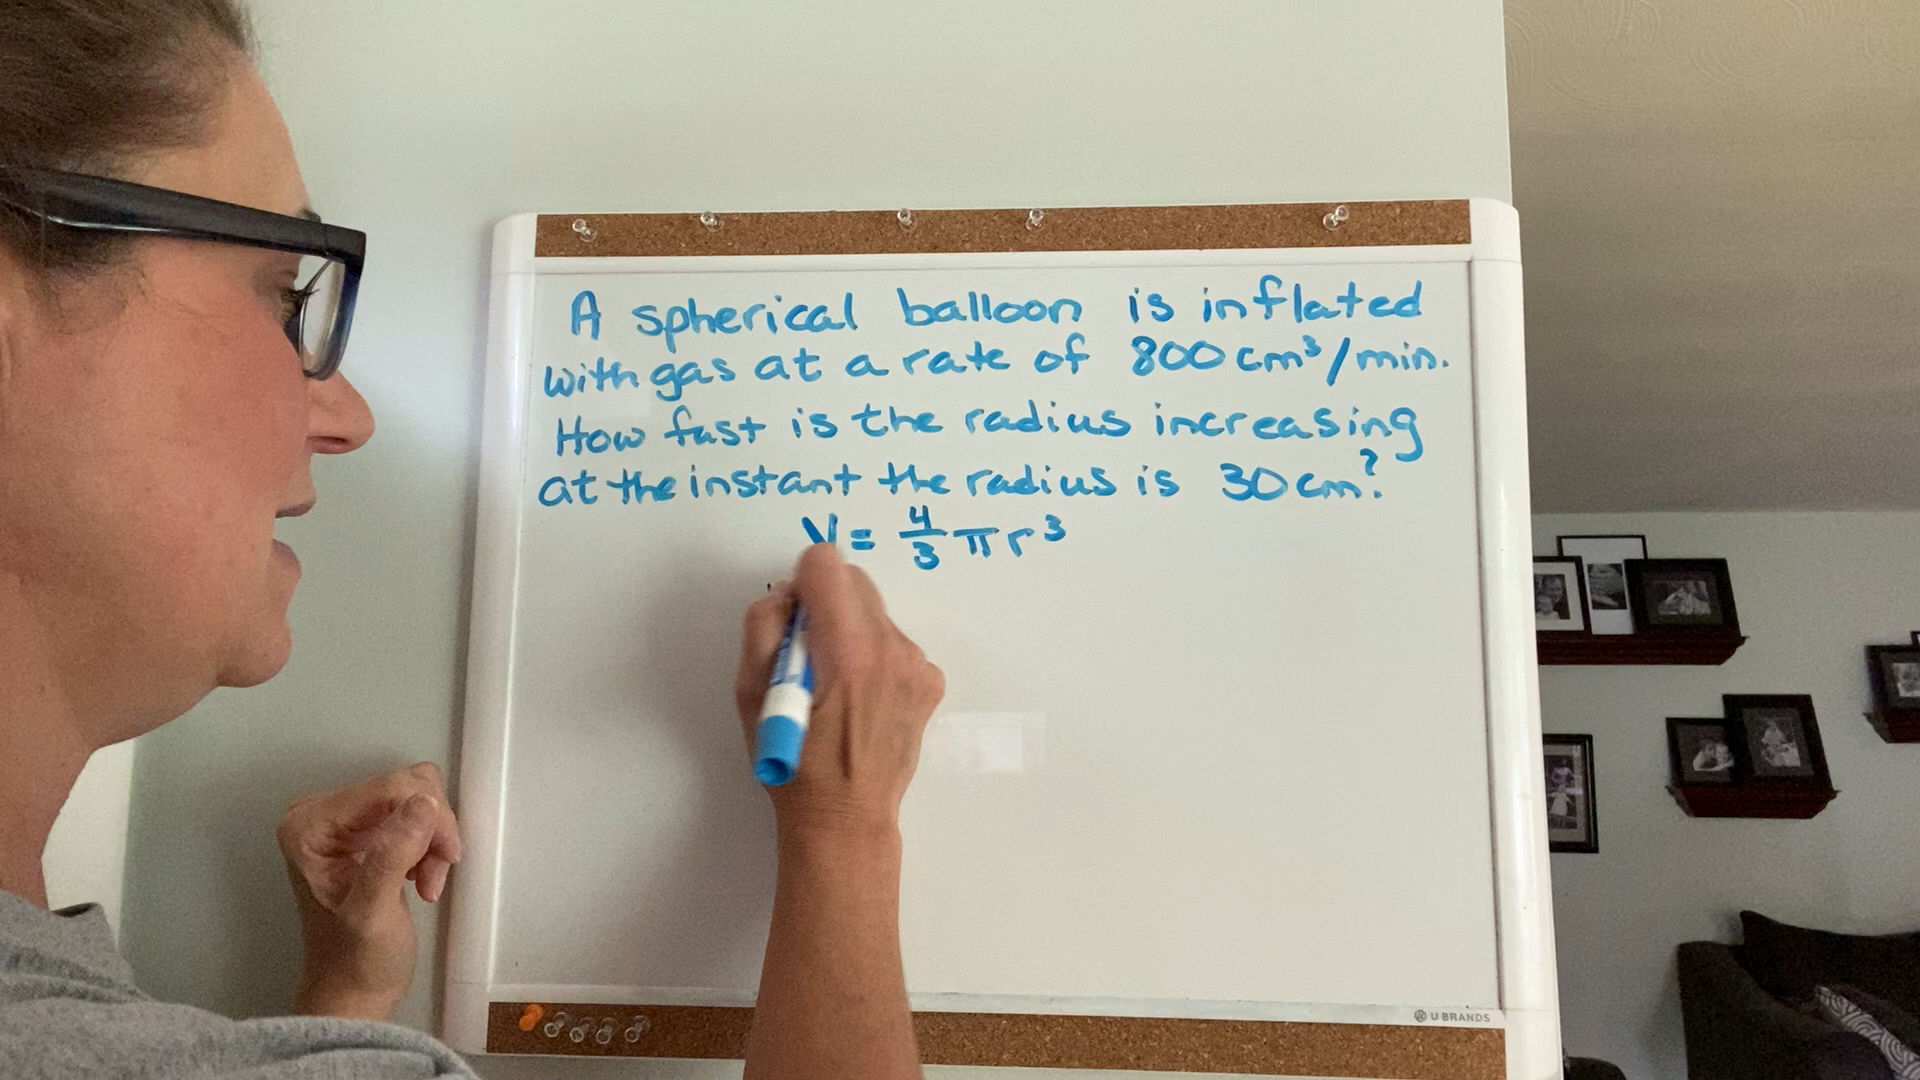 A spherical balloon is inflated
with gas at a rate of 800 cm³/min.
How fast is the radius increasing
at the instant the radius is 30 cm?
V = 4/3 πr³
U BRANDS